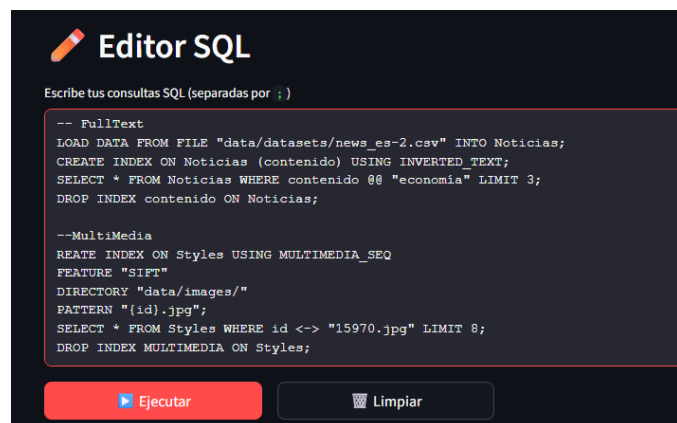 Editor SQL
Escribe tus consultas SQL (separadas por ; )
-- FullText
LOAD DATA FROM FILE "data/datasets/news_es-2.csv" INTO Noticias;
CREATE INDEX ON Noticias (contenido) USING INVERTED_TEXT;
SELECT * FROM Noticias WHERE contenido @@ "economía" LIMIT 3;
DROP INDEX contenido ON Noticias;
--MultiMedia
REATE INDEX ON Styles USING MULTIMEDIA_SEQ
FEATURE "SIFT"
DIRECTORY "data/images/"
PATTERN "{id}.jpg";
SELECT * FROM Styles WHERE id <-> "15970.jpg" LIMIT 8;
DROP INDEX MULTIMEDIA ON Styles;
Ejecutar
Limpiar